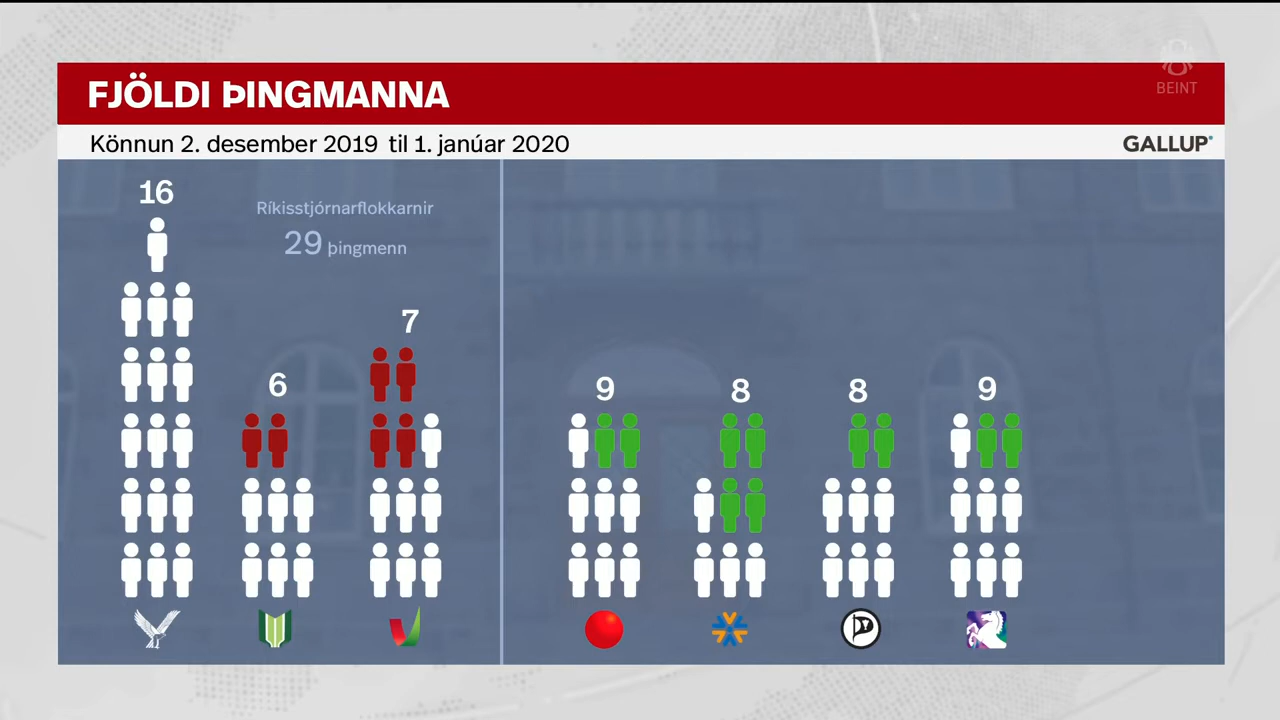 BEINT
FJÖLDI ÞINGMANNA
Könnun 2. desember 2019 til 1. janúar 2020
GALLUP
16
Ríkisstjórnarflokkarnir
29 þingmenn
6
7
9
8
8
9